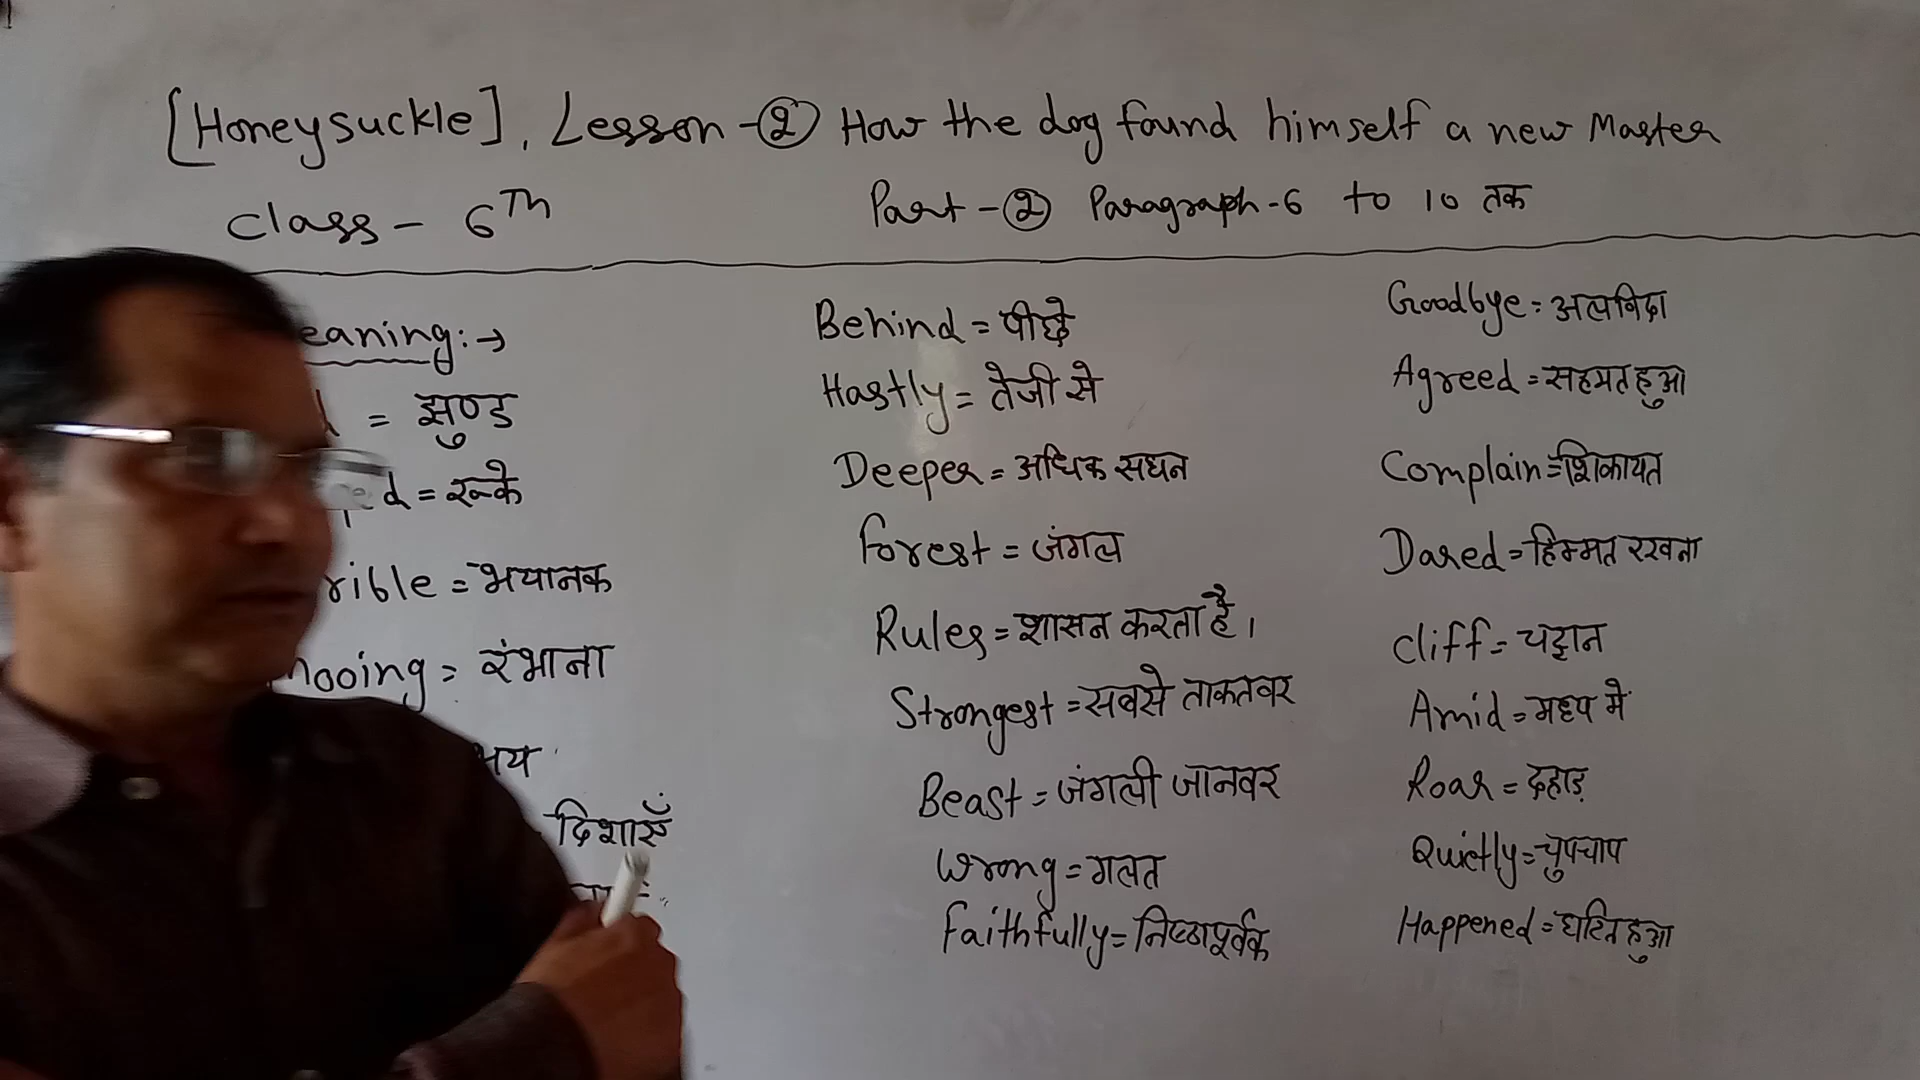 [Honeysuckle], Lesson-② How the dog found himself a new Master
Class- 6Th
Part-② Paragraph-6 to 10 तक
eaning:→
= झुण्ड
d = रूके
rible = भयानक
mooing = रंभाना
भय
दिशाएँ
Behind = पीछे
Hastly = तेजी से
Deeper = अधिक सघन
Forest = जंगल
Rules = शासन करता है।
Strongest = सबसे ताकतवर
Beast = जंगली जानवर
Wrong = गलत
Faithfully = निष्ठापूर्वक
Goodbye = अलविदा
Agreed = सहमत हुआ
Complain = शिकायत
Dared = हिम्मत रखना
Cliff = चट्टान
Amid = मध्य में
Roar = दहाड़
Quietly = चुपचाप
Happened = घटित हुआ